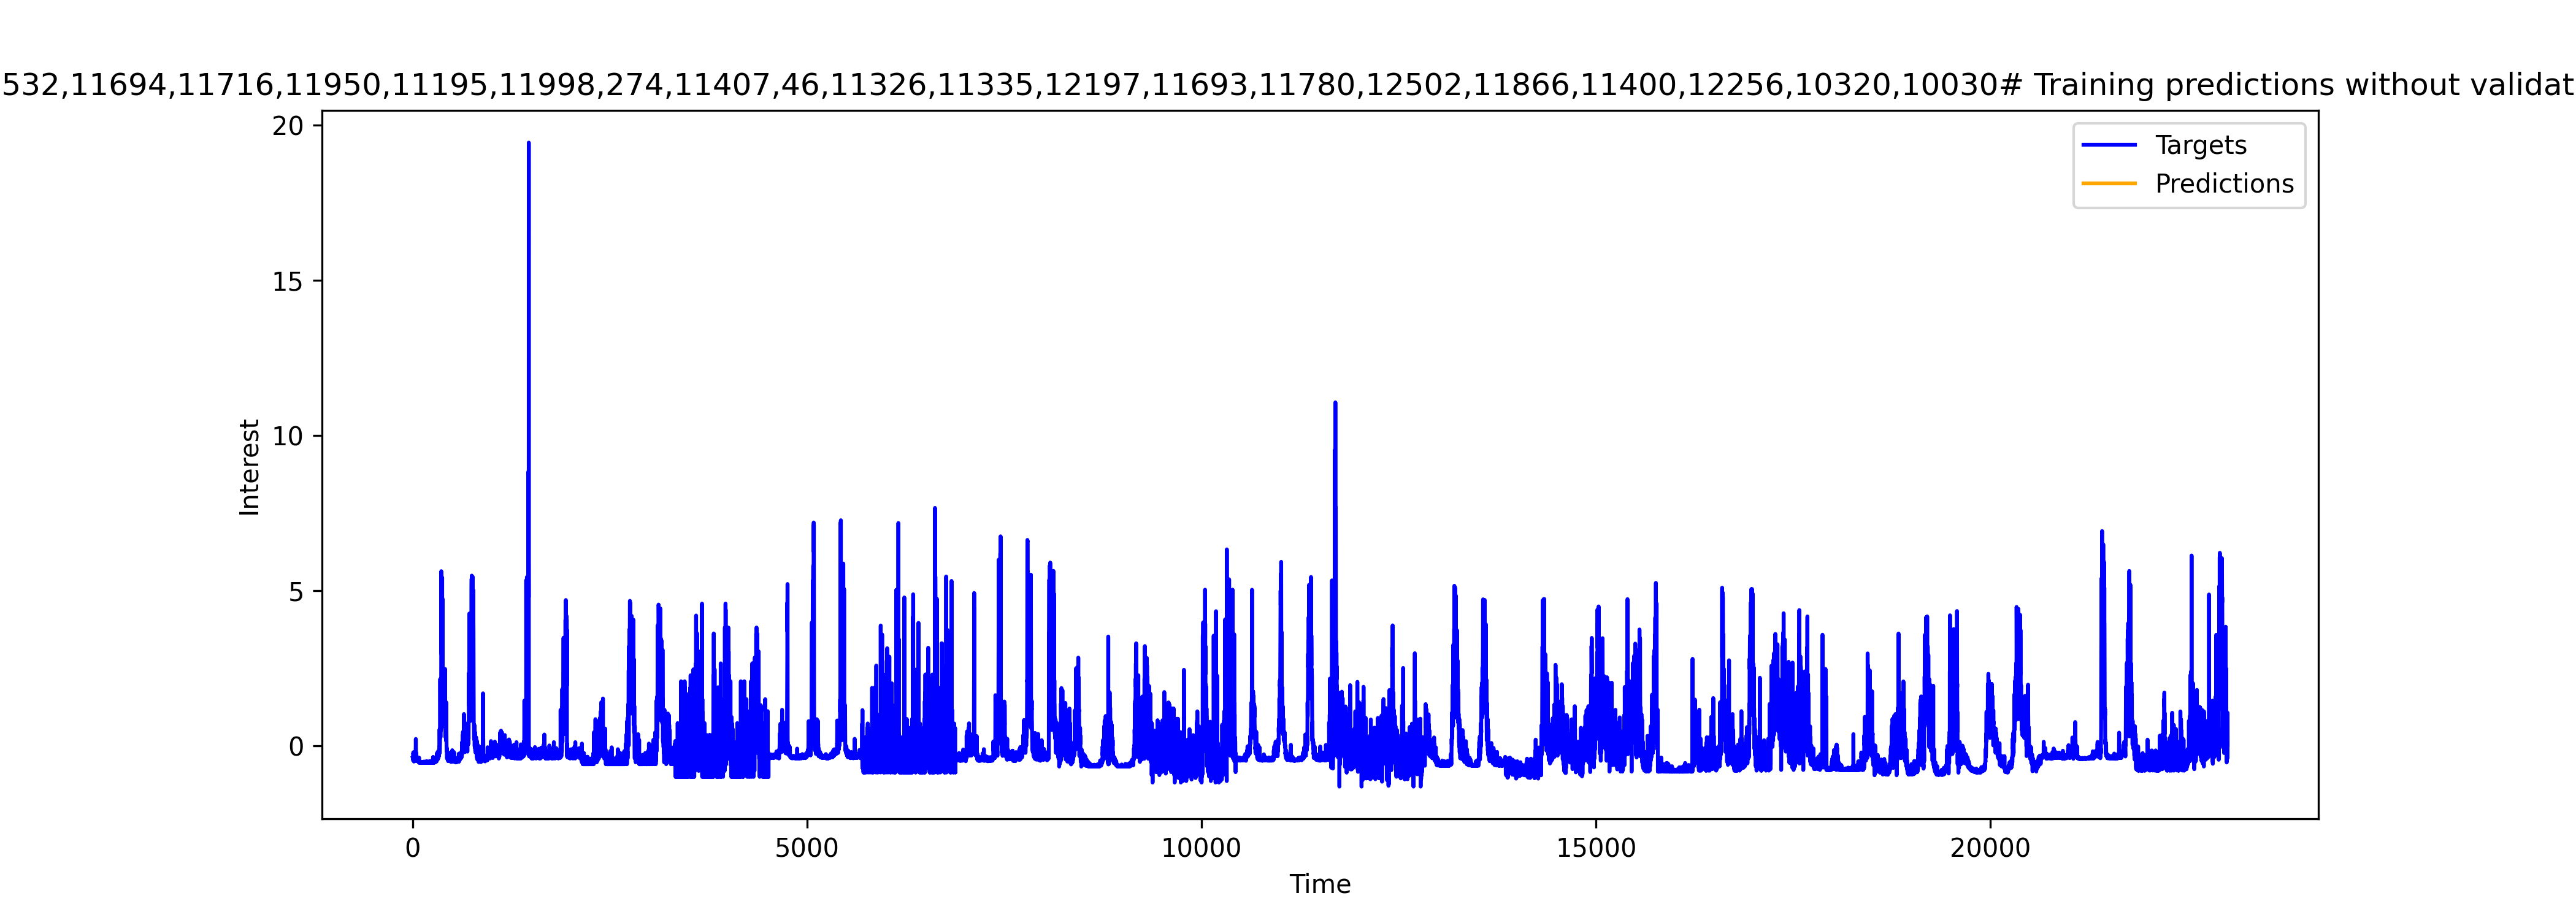 532,11694,11716,11950,11195,11998,274,11407,46,11326,11335,12197,11693,11780,12502,11866,11400,12256,10320,10030# Training predictions without validat
Targets
Predictions
20
15
10
5
0
Interest
0 5000 10000 15000 20000
Time